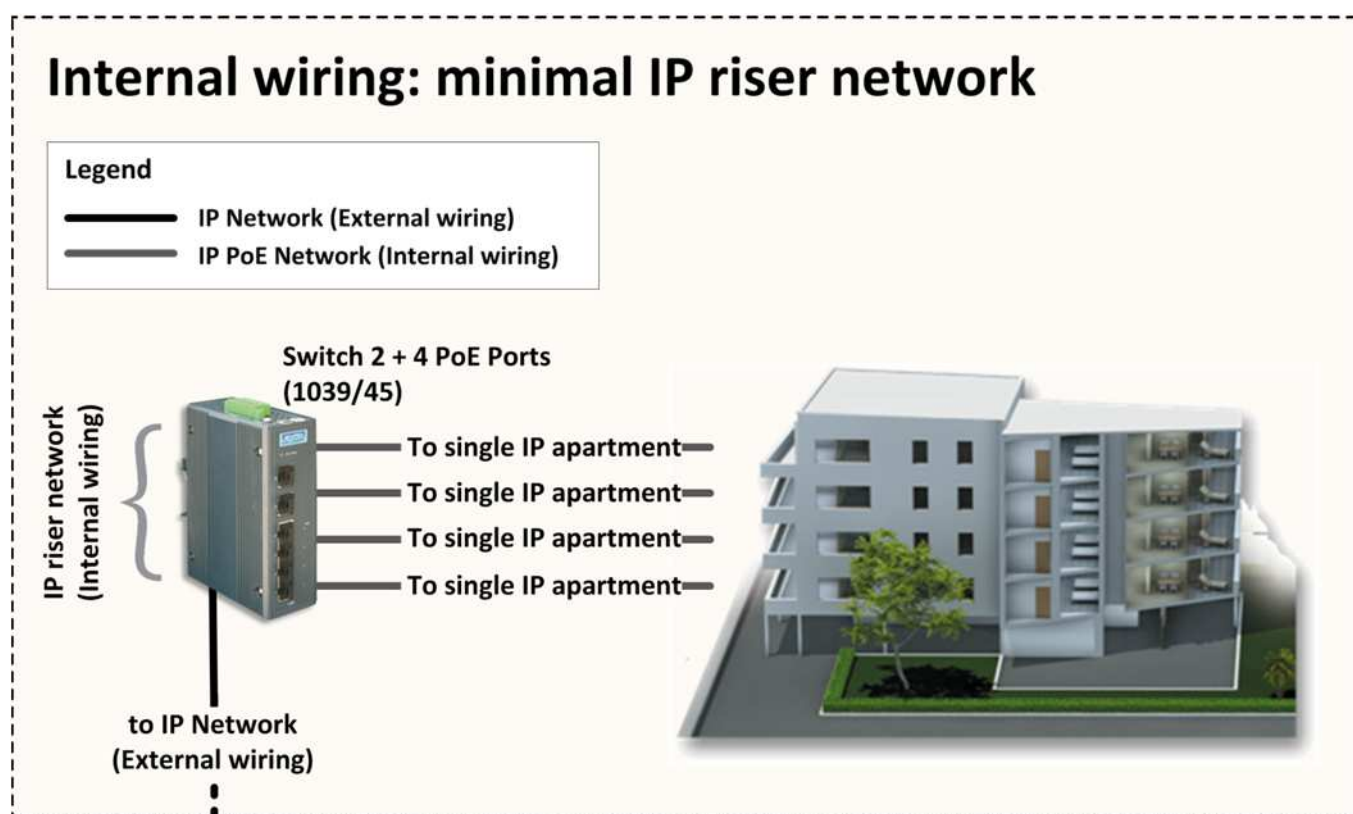 Internal wiring: minimal IP riser network
Legend
IP Network (External wiring)
IP PoE Network (Internal wiring)
Switch 2 + 4 PoE Ports
(1039/45)
IP riser network
(Internal wiring)
To single IP apartment
To single IP apartment
To single IP apartment
To single IP apartment
to IP Network
(External wiring)